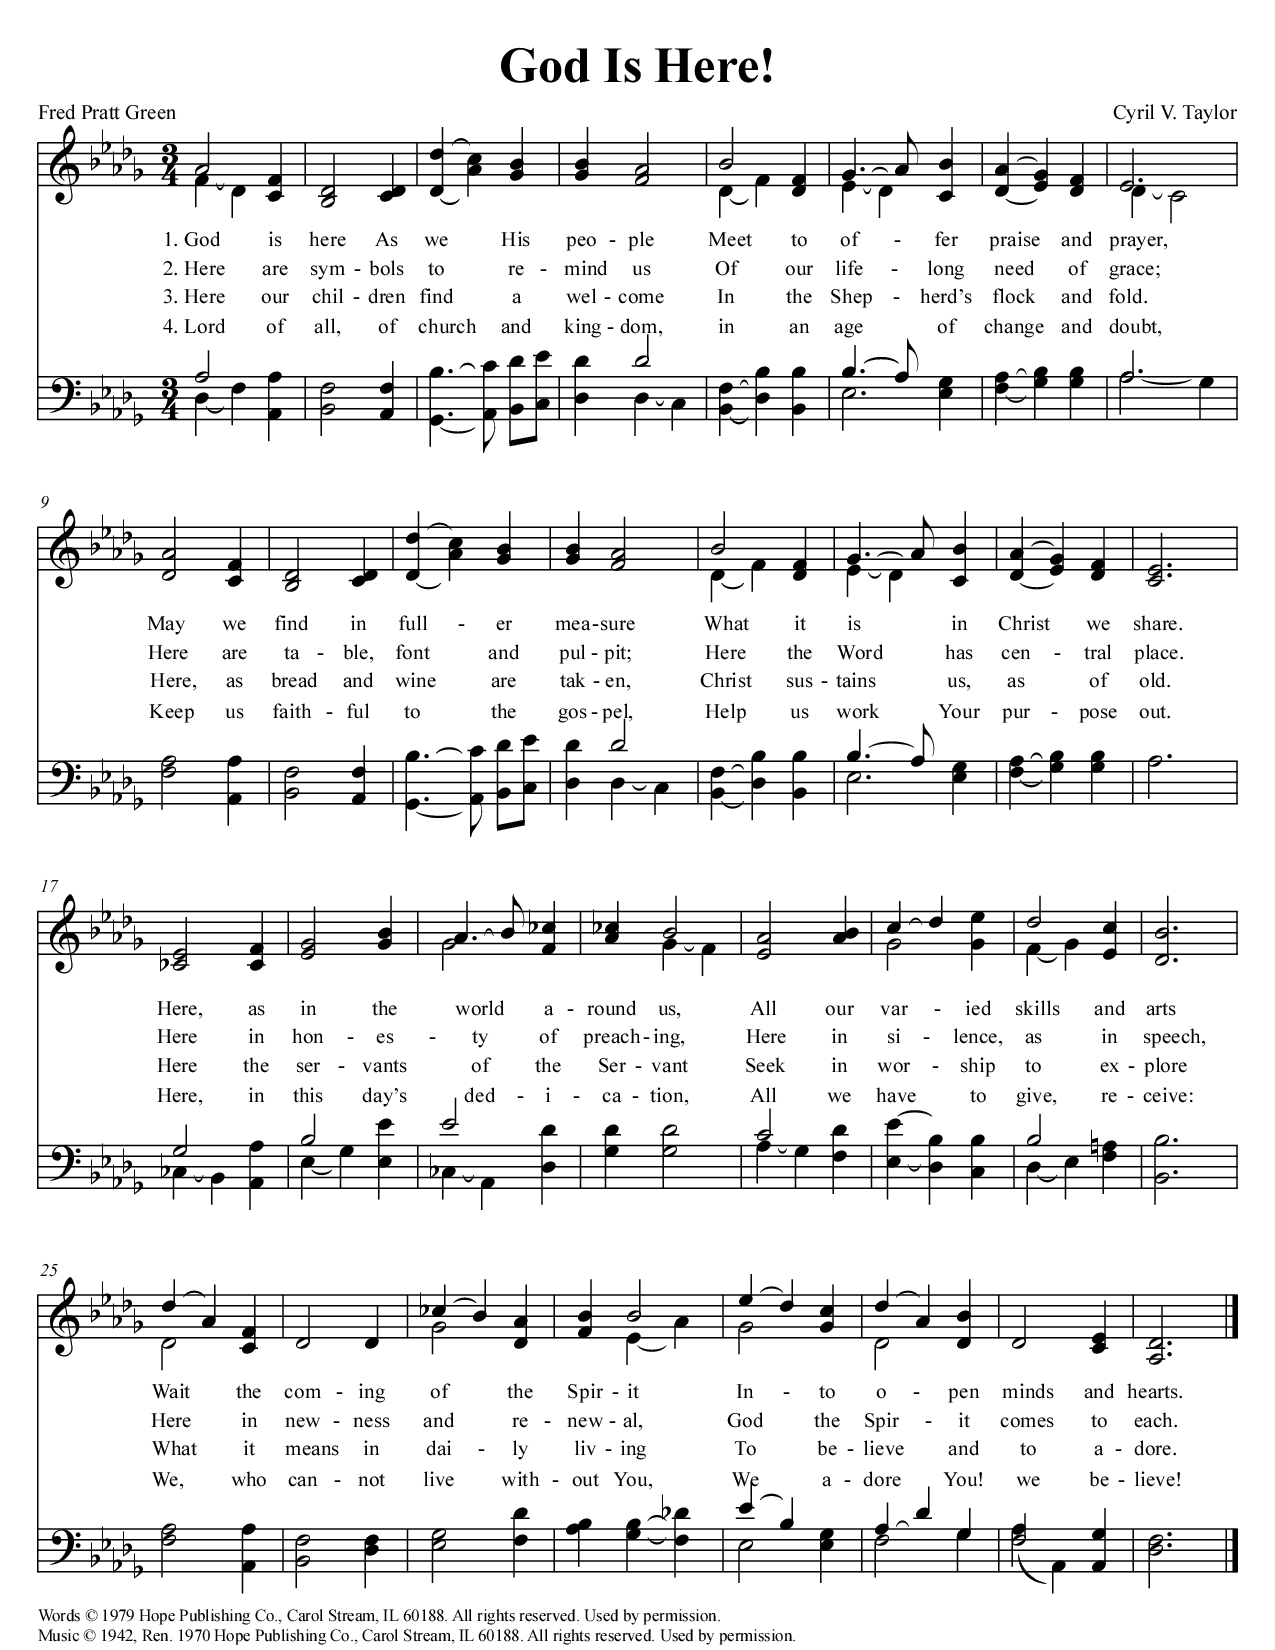 God Is Here!
Fred Pratt Green
Cyril V. Taylor
1. God is here As we His peo - ple Meet to of - fer praise and prayer,
2. Here are sym - bols to re - mind us Of our life - long need of grace;
3. Here our chil - dren find a wel - come In the Shep - herd's flock and fold.
4. Lord of all, of church and king - dom, in an age of change and doubt,
9
May we find in full - er mea - sure What it is in Christ we share.
Here are ta - ble, font and pul - pit; Here the Word has cen - tral place.
Here, as bread and wine are tak - en, Christ sus - tains us, as of old.
Keep us faith - ful to the gos - pel, Help us work Your pur - pose out.
17
Here, as in the world a - round us, All our var - ied skills and arts
Here in hon - es - ty of preach - ing, Here in si - lence, as in speech,
Here the ser - vants of the Ser - vant Seek in wor - ship to ex - plore
Here, in this day's ded - i - ca - tion, All we have to give, re - ceive:
25
Wait the com - ing of the Spir - it In - to o - pen minds and hearts.
Here in new - ness and re - new - al, God the Spir - it comes to each.
What it means in dai - ly liv - ing To be - lieve and to a - dore.
We, who can - not live with - out You, We a - dore You! we be - lieve!
Words © 1979 Hope Publishing Co., Carol Stream, IL 60188. All rights reserved. Used by permission.
Music © 1942, Ren. 1970 Hope Publishing Co., Carol Stream, IL 60188. All rights reserved. Used by permission.